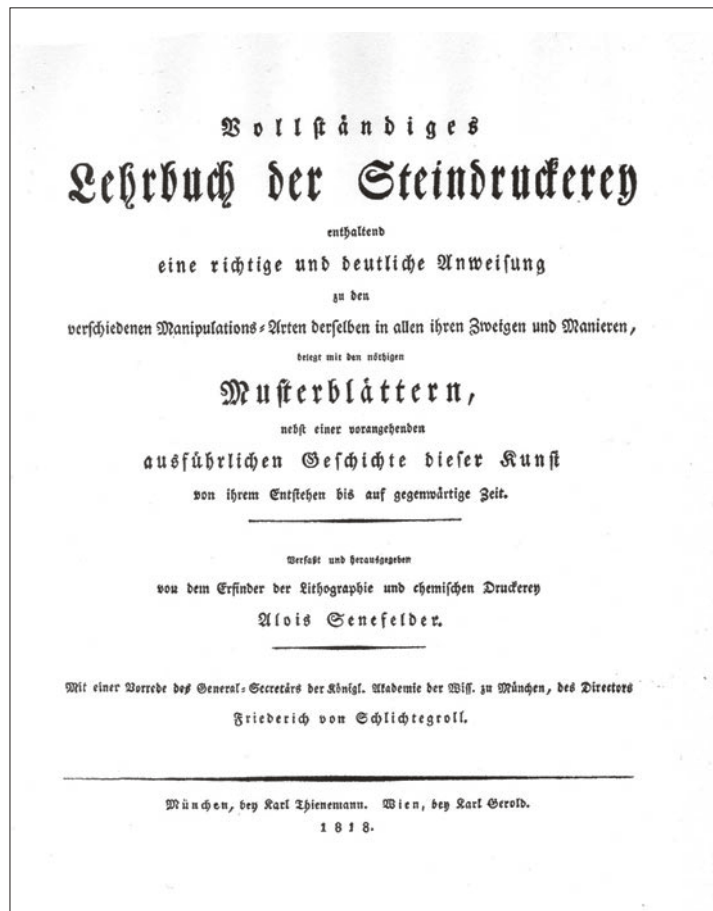 Vollständiges
Lehrbuch der Steindruckerey
enthaltend
eine richtige und deutliche Anweisung
zu den
verschiedenen Manipulations-Arten derselben in allen ihren Zweigen und Manieren,
belegt mit den nöthigen
Musterblättern,
nebst einer vorangehenden
ausführlichen Geschichte dieser Kunst
von ihrem Entstehen bis auf gegenwärtige Zeit.
Verfaßt und herausgegeben
von dem Erfinder der Lithographie und chemischen Druckerey
Alois Senefelder.
Mit einer Vorrede des General-Secretärs der Königl. Akademie der Wiss. zu München, des Directors
Friederich von Schlichtegroll.
München, bey Karl Thienemann. Wien, bey Karl Gerold.
1818.